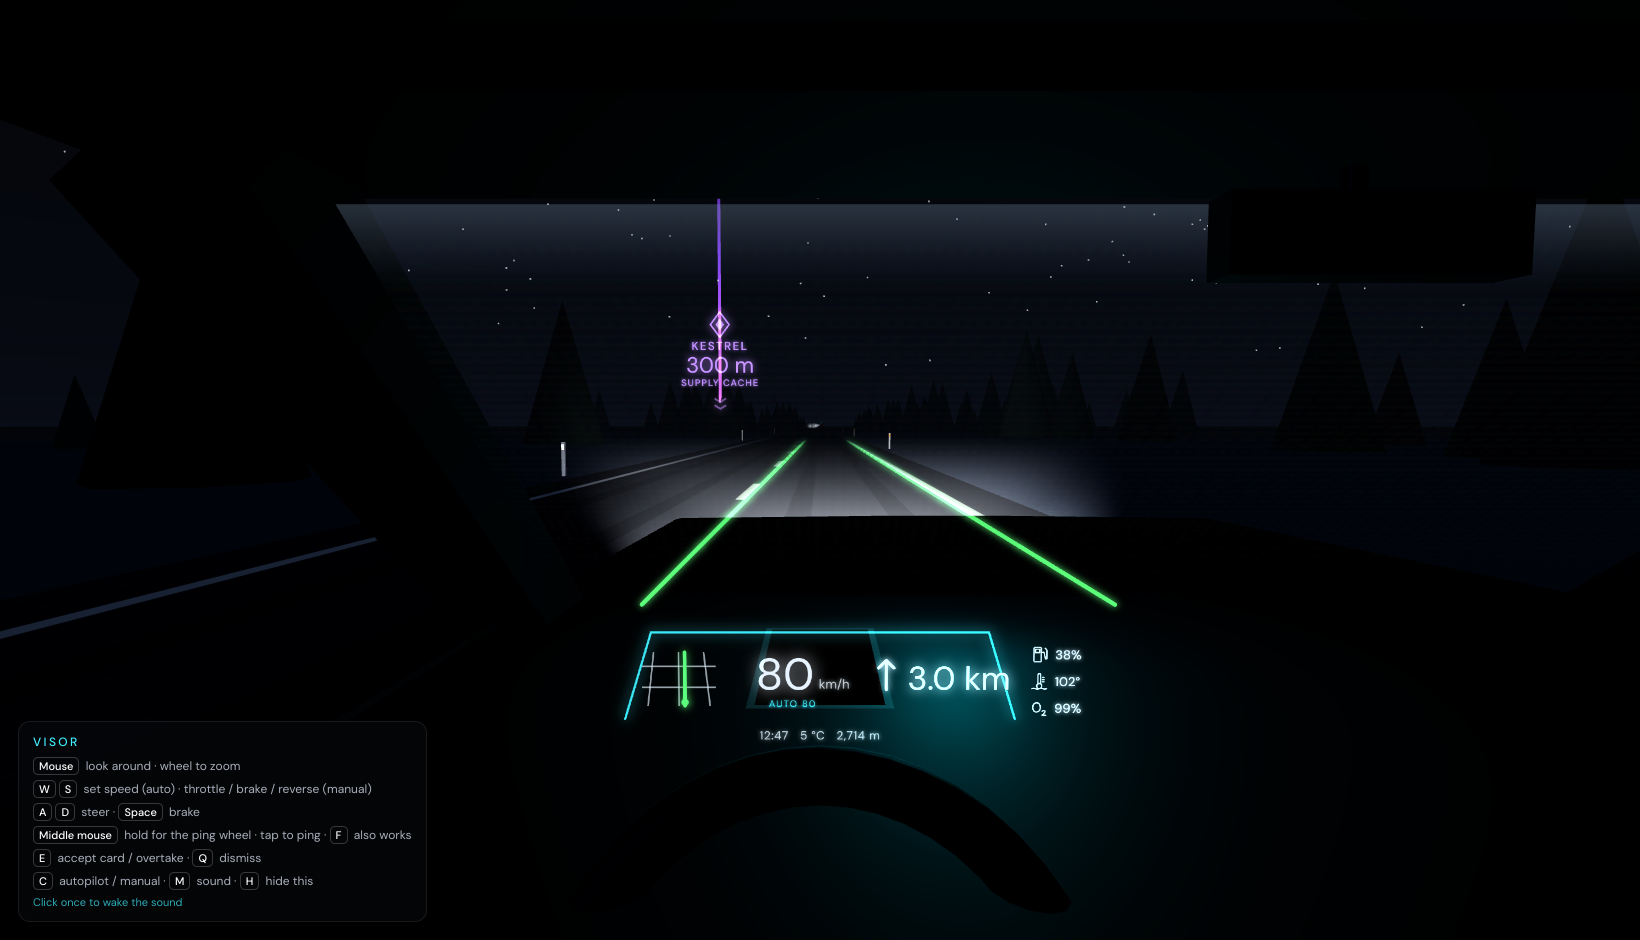 KESTREL
300 m
SUPPLY CACHE
80 km/h
AUTO 80
3.0 km
38%
102°
O₂ 99%
12:47 5 °C 2,714 m
VISOR
Mouse look around · wheel to zoom
W S set speed (auto) · throttle / brake / reverse (manual)
A D steer · Space brake
Middle mouse hold for the ping wheel · tap to ping · F also works
E accept card / overtake · Q dismiss
C autopilot / manual · M sound · H hide this
Click once to wake the sound